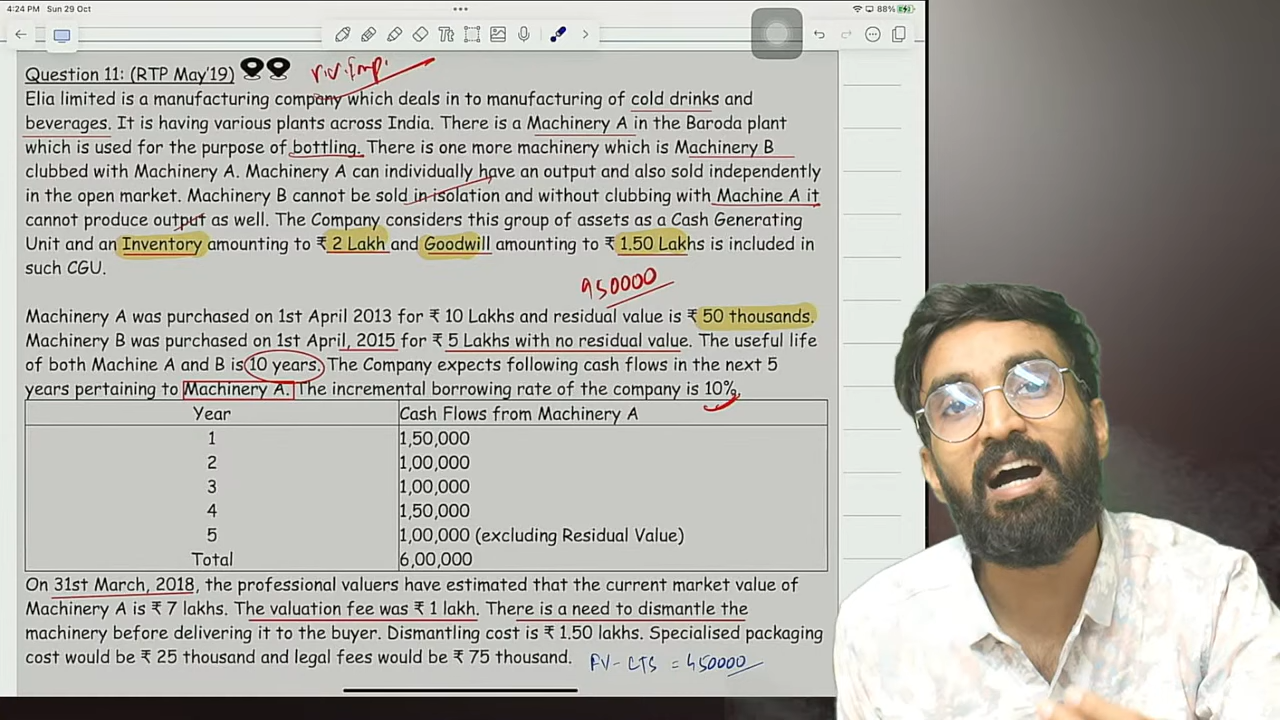 4:24 PM Sun 29 Oct
88%
Question 11: (RTP May'19) v.v.Imp.
Elia limited is a manufacturing company which deals in to manufacturing of cold drinks and
beverages. It is having various plants across India. There is a Machinery A in the Baroda plant
which is used for the purpose of bottling. There is one more machinery which is Machinery B
clubbed with Machinery A. Machinery A can individually have an output and also sold independently
in the open market. Machinery B cannot be sold in isolation and without clubbing with Machine A it
cannot produce output as well. The Company considers this group of assets as a Cash Generating
Unit and an Inventory amounting to ₹ 2 Lakh and Goodwill amounting to ₹ 1.50 Lakhs is included in
such CGU.
950000
Machinery A was purchased on 1st April 2013 for ₹ 10 Lakhs and residual value is ₹ 50 thousands.
Machinery B was purchased on 1st April, 2015 for ₹ 5 Lakhs with no residual value. The useful life
of both Machine A and B is 10 years. The Company expects following cash flows in the next 5
years pertaining to Machinery A. The incremental borrowing rate of the company is 10%.
Year Cash Flows from Machinery A
1 1,50,000
2 1,00,000
3 1,00,000
4 1,50,000
5 1,00,000 (excluding Residual Value)
Total 6,00,000
On 31st March, 2018, the professional valuers have estimated that the current market value of
Machinery A is ₹ 7 lakhs. The valuation fee was ₹ 1 lakh. There is a need to dismantle the
machinery before delivering it to the buyer. Dismantling cost is ₹ 1.50 lakhs. Specialised packaging
cost would be ₹ 25 thousand and legal fees would be ₹ 75 thousand. FV- CTS = 450000